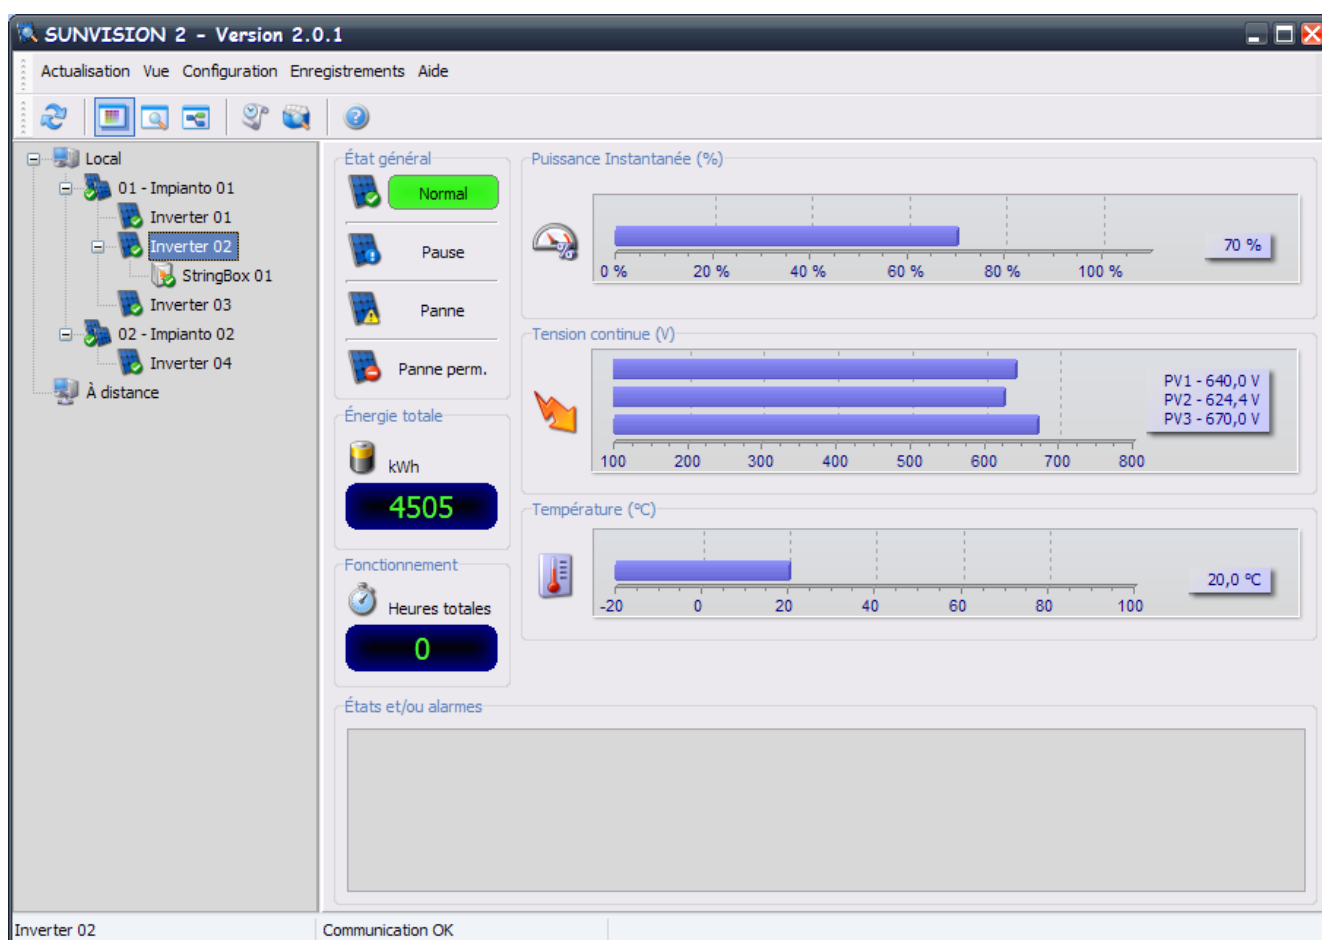 SUNVISION 2 - Version 2.0.1
Actualisation Vue Configuration Enregistrements Aide
Local
01 - Impianto 01
Inverter 01
Inverter 02
StringBox 01
Inverter 03
02 - Impianto 02
Inverter 04
À distance
État général
Normal
Pause
Panne
Panne perm.
Énergie totale
kWh
4505
Fonctionnement
Heures totales
0
Puissance Instantanée (%)
0 % 20 % 40 % 60 % 80 % 100 %
70 %
Tension continue (V)
100 200 300 400 500 600 700 800
PV1 - 640,0 V
PV2 - 624,4 V
PV3 - 670,0 V
Température (°C)
-20 0 20 40 60 80 100
20,0 °C
États et/ou alarmes
Inverter 02 Communication OK